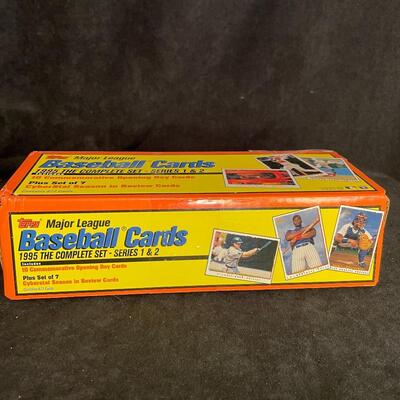 Major League
Baseball Cards
1995 THE COMPLETE SET - SERIES 1 & 2
10 Commemorative Opening Day Cards
Plus Set of 7
CyberStat Season in Review Cards
TOPPS
Major League
Baseball Cards
1995 THE COMPLETE SET - SERIES 1 & 2
Includes
10 Commemorative Opening Day Cards
Plus Set of 7
Cyberstat Season in Review Cards